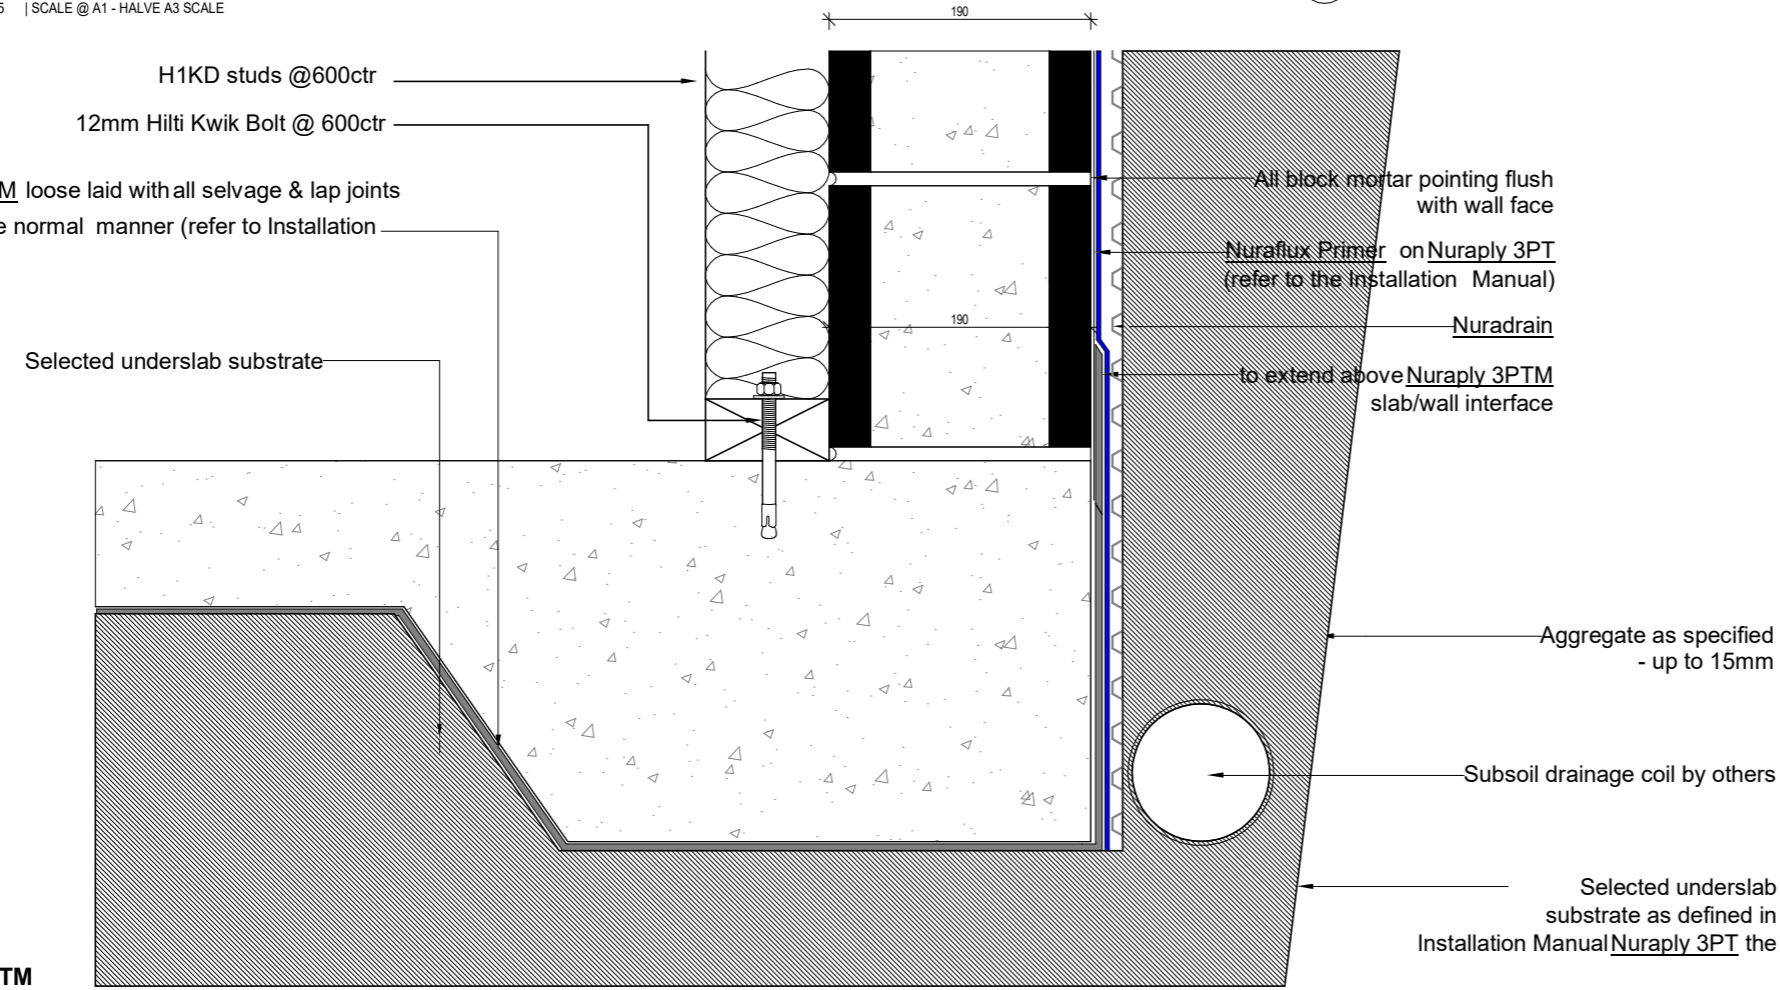 5 | SCALE @ A1 - HALVE A3 SCALE
190
H1KD studs @600ctr
12mm Hilti Kwik Bolt @ 600ctr
M loose laid with all selvage & lap joints
e normal manner (refer to Installation
Selected underslab substrate
All block mortar pointing flush
with wall face
Nuraflux Primer on Nuraply 3PT
(refer to the Installation Manual)
190
Nuradrain
to extend above Nuraply 3PTM
slab/wall interface
Aggregate as specified
- up to 15mm
Subsoil drainage coil by others
Selected underslab
substrate as defined in
Installation Manual Nuraply 3PT the
TM